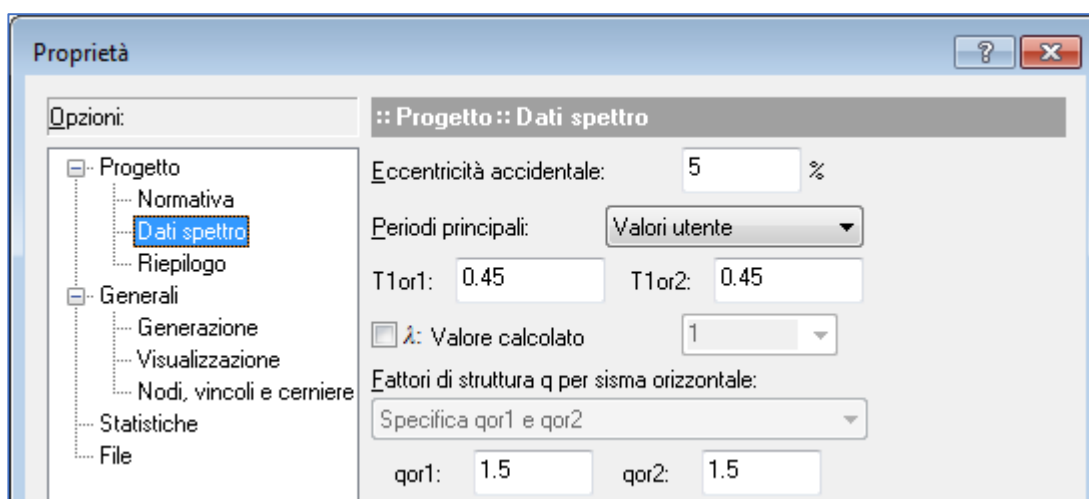 Proprietà
Opzioni:
Progetto
Normativa
Dati spettro
Riepilogo
Generali
Generazione
Visualizzazione
Nodi, vincoli e cerniere
Statistiche
File
:: Progetto :: Dati spettro
Eccentricità accidentale: 5 %
Periodi principali: Valori utente
T1or1: 0.45 T1or2: 0.45
λ: Valore calcolato 1
Fattori di struttura q per sisma orizzontale:
Specifica qor1 e qor2
qor1: 1.5 qor2: 1.5